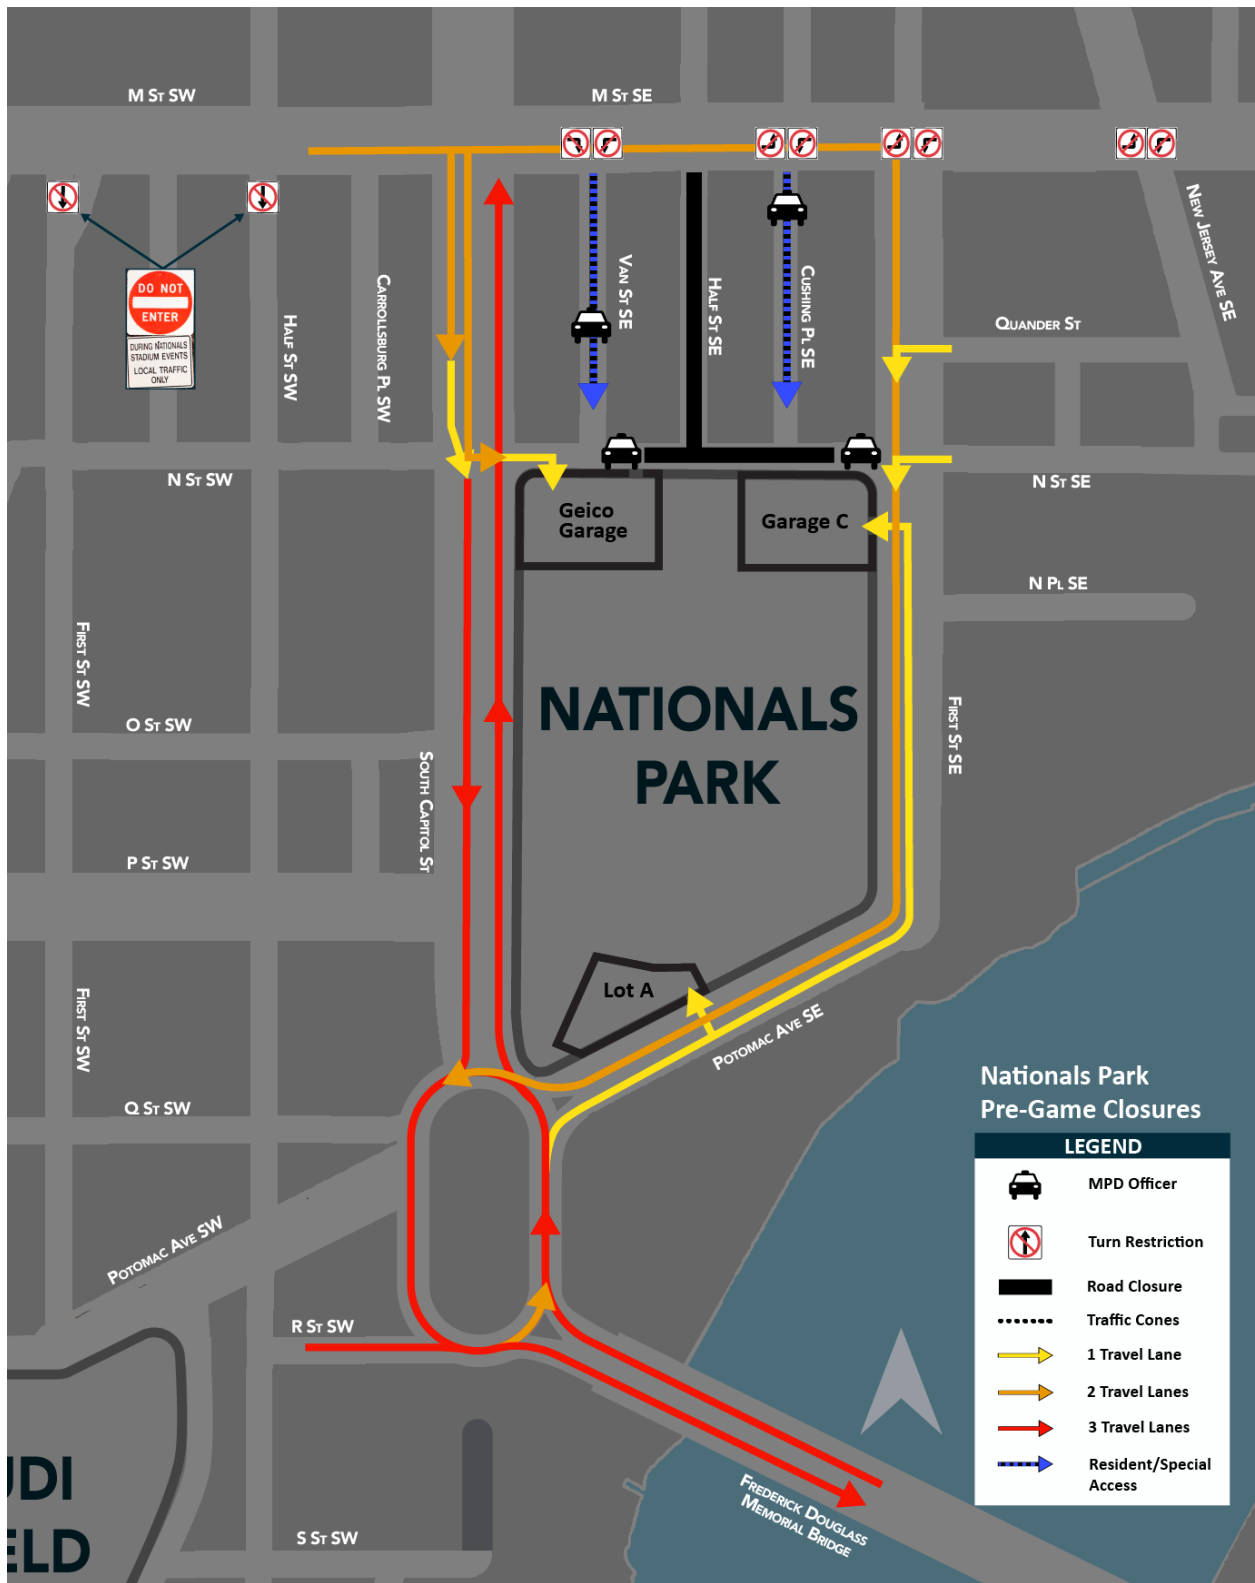 M ST SW
M ST SE
NEW JERSEY AVE SE
DO NOT
ENTER
DURING NATIONALS
STADIUM EVENTS
LOCAL TRAFFIC
ONLY
HALF ST SW
CARROLLSBURG PL SW
VAN ST SE
HALF ST SE
CUSHING PL SE
QUANDER ST
N ST SW
N ST SE
Geico
Garage
Garage C
N PL SE
FIRST ST SW
O ST SW
NATIONALS
PARK
FIRST ST SE
SOUTH CAPITOL ST
P ST SW
FIRST ST SW
Lot A
POTOMAC AVE SE
Q ST SW
POTOMAC AVE SW
R ST SW
FREDERICK DOUGLASS
MEMORIAL BRIDGE
S ST SW
UDI
ELD
Nationals Park
Pre-Game Closures
LEGEND
MPD Officer
Turn Restriction
Road Closure
Traffic Cones
1 Travel Lane
2 Travel Lanes
3 Travel Lanes
Resident/Special
Access